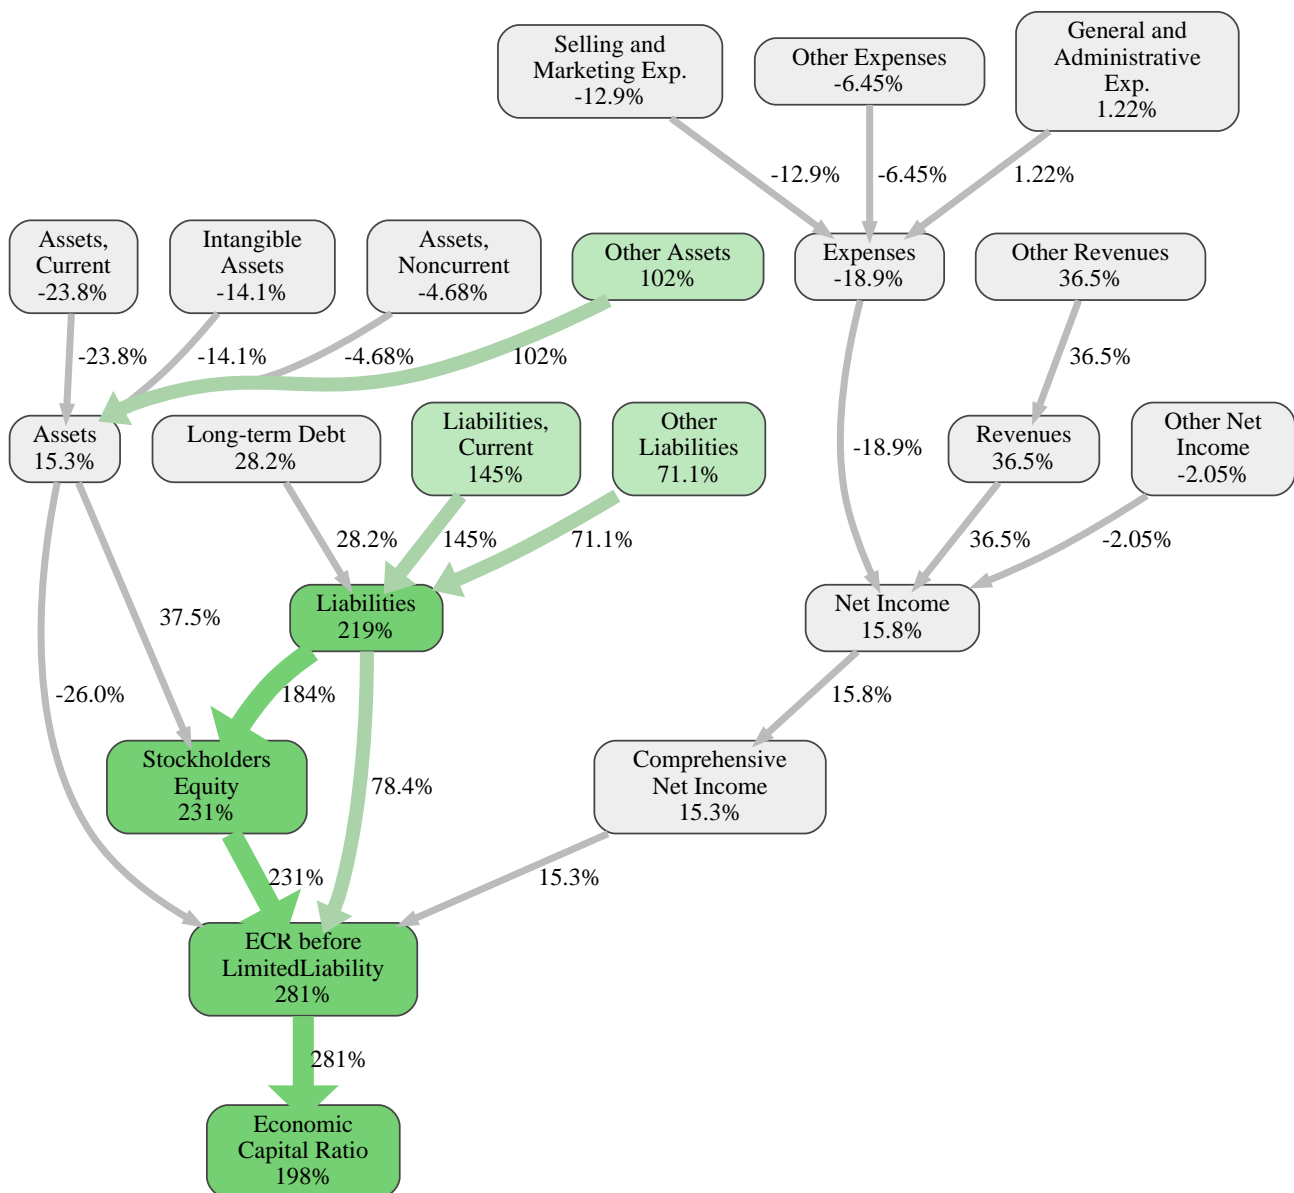 Selling and
Marketing Exp.
-12.9%
Other Expenses
-6.45%
General and
Administrative
Exp.
1.22%
-12.9%
-6.45%
1.22%
Assets,
Current
-23.8%
Intangible
Assets
-14.1%
Assets,
Noncurrent
-4.68%
Other Assets
102%
Expenses
-18.9%
Other Revenues
36.5%
-23.8%
-14.1%
-4.68%
102%
36.5%
Assets
15.3%
Long-term Debt
28.2%
Liabilities,
Current
145%
Other
Liabilities
71.1%
-18.9%
Revenues
36.5%
Other Net
Income
-2.05%
28.2%
145%
71.1%
36.5%
-2.05%
Liabilities
219%
Net Income
15.8%
37.5%
-26.0%
184%
15.8%
Stockholders
Equity
231%
78.4%
Comprehensive
Net Income
15.3%
231%
15.3%
ECR before
LimitedLiability
281%
281%
Economic
Capital Ratio
198%